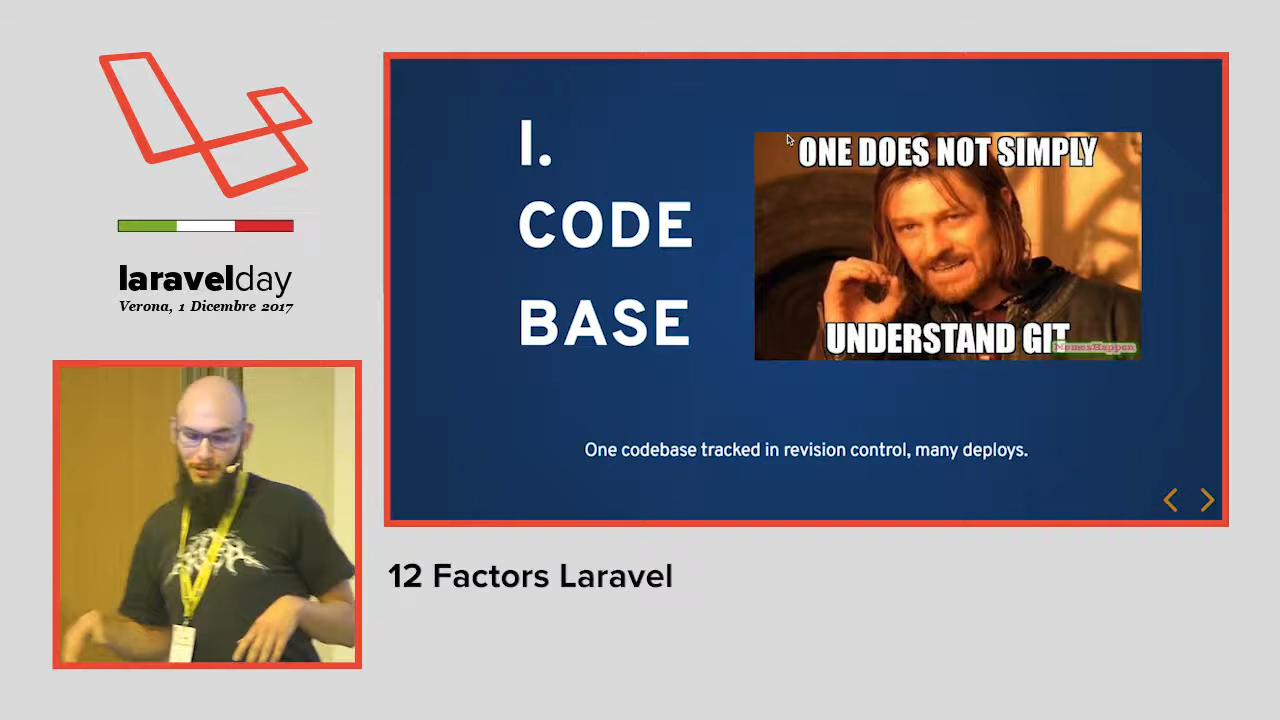 laravelday
Verona, 1 Dicembre 2017
I.
CODE
BASE
ONE DOES NOT SIMPLY
UNDERSTAND GIT
MemesHappen
One codebase tracked in revision control, many deploys.
12 Factors Laravel